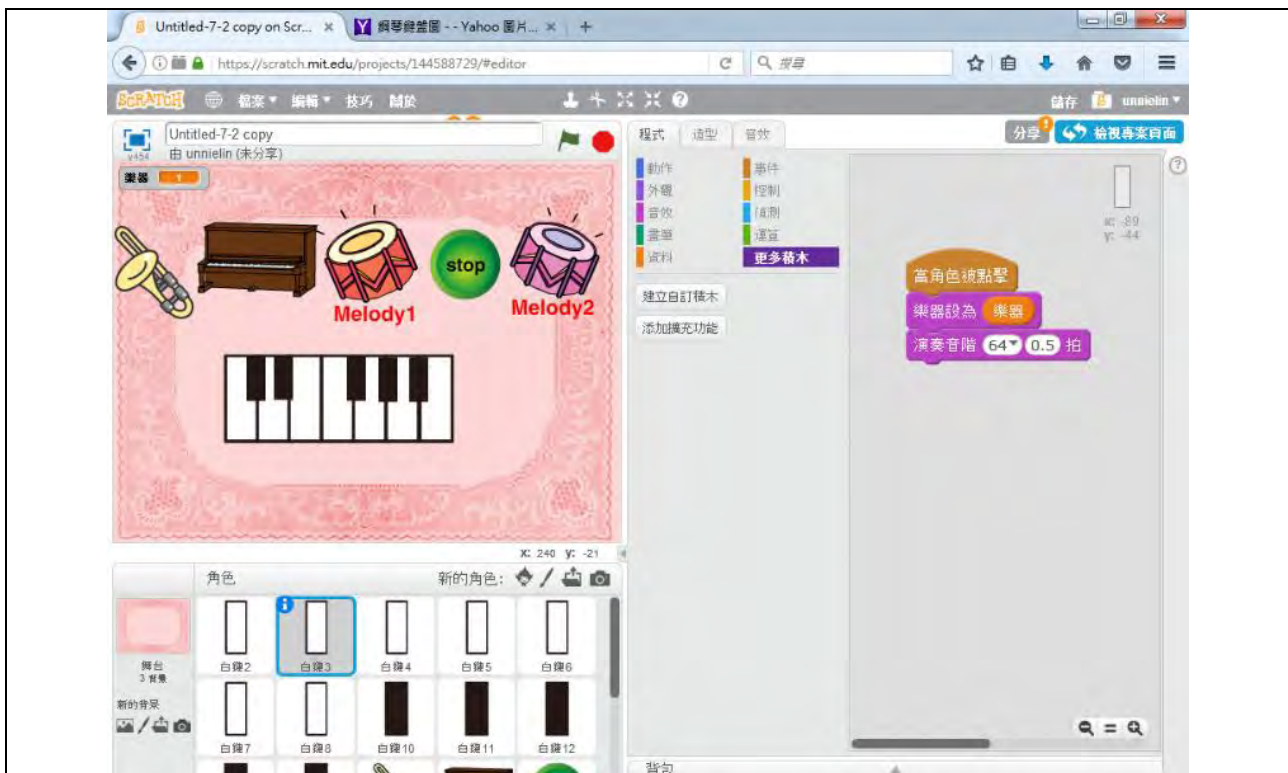 Untitled-7-2 copy on Scr... × 鋼琴鍵盤圖 - - Yahoo 圖片... × +
https://scratch.mit.edu/projects/144588729/#editor 搜尋
SCRATCH 檔案 編輯 技巧 關於 儲存 unnielin
Untitled-7-2 copy
由 unnielin (未分享)
v454
程式 造型 音效
分享 檢視專案頁面
樂器 1
動作 事件
外觀 控制
音效 偵測
畫筆 運算
資料 更多積木
建立自訂積木
添加擴充功能
x: -89
y: -44
當角色被點擊
樂器設為 樂器
演奏音階 64 0.5 拍
stop
Melody1
Melody2
x: 240 y: -21
角色 新的角色:
舞台
3 背景
新的背景
白鍵2 白鍵3 白鍵4 白鍵5 白鍵6
白鍵7 白鍵8 白鍵10 白鍵11 白鍵12
背包